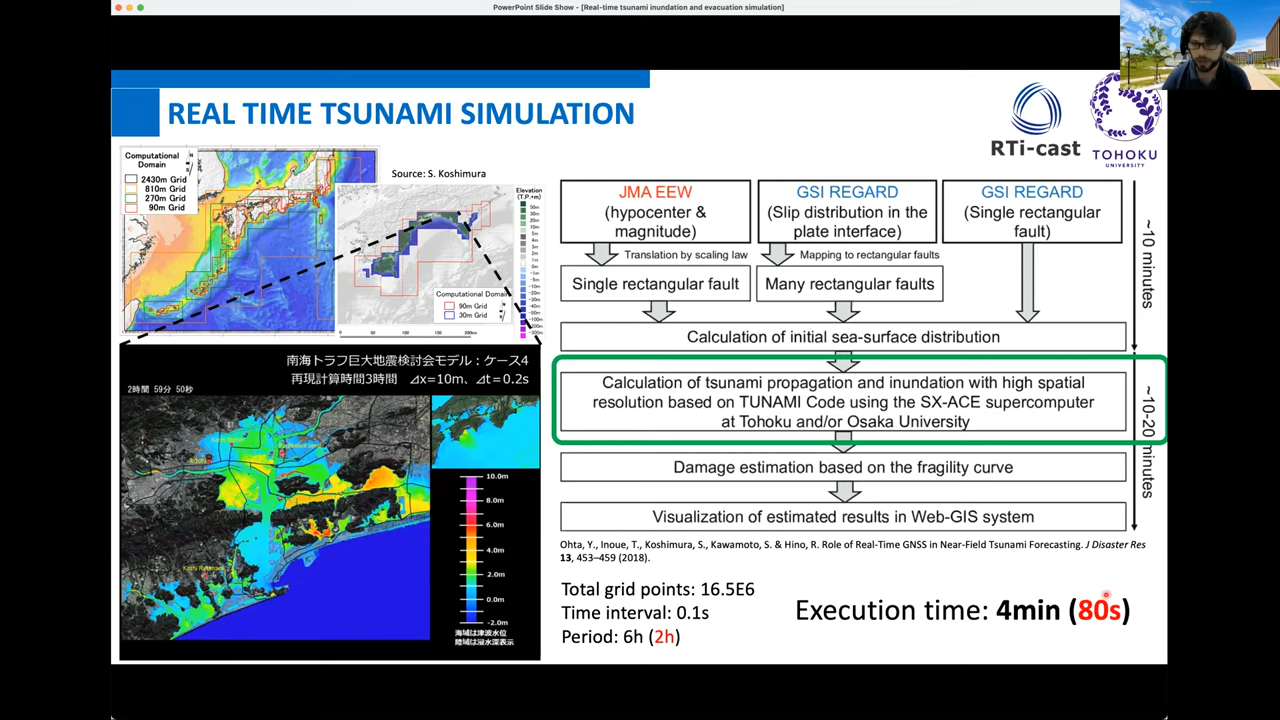 PowerPoint Slide Show - [Real-time tsunami inundation and evacuation simulation]
REAL TIME TSUNAMI SIMULATION
RTi-cast
TOHOKU
UNIVERSITY
Source: S. Koshimura
Computational
Domain
2430m Grid
810m Grid
270m Grid
90m Grid
Elevation
(T.P.+m)
Computational Domain
90m Grid
30m Grid
南海トラフ巨大地震検討会モデル：ケース4
再現計算時間3時間 ⊿x=10m、⊿t=0.2s
2時間 59分 50秒
10.0m
8.0m
6.0m
4.0m
2.0m
0.0m
-2.0m
海域は津波水位
陸域は浸水深表示
JMA EEW
(hypocenter &
magnitude)
GSI REGARD
(Slip distribution in the
plate interface)
GSI REGARD
(Single rectangular
fault)
Translation by scaling law
Mapping to rectangular faults
Single rectangular fault
Many rectangular faults
Calculation of initial sea-surface distribution
Calculation of tsunami propagation and inundation with high spatial
resolution based on TUNAMI Code using the SX-ACE supercomputer
at Tohoku and/or Osaka University
Damage estimation based on the fragility curve
Visualization of estimated results in Web-GIS system
~10 minutes
~10-20 minutes
Ohta, Y., Inoue, T., Koshimura, S., Kawamoto, S. & Hino, R. Role of Real-Time GNSS in Near-Field Tsunami Forecasting. J Disaster Res
13, 453–459 (2018).
Total grid points: 16.5E6
Time interval: 0.1s
Period: 6h (2h)
Execution time: 4min (80s)